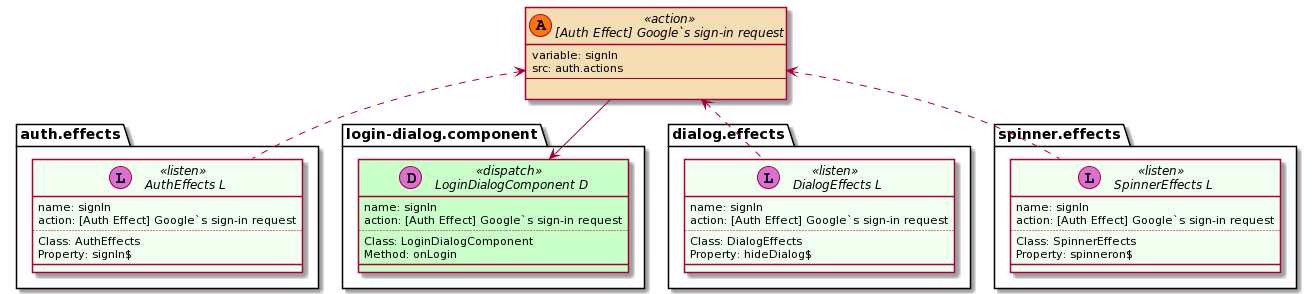 A
«action»
[Auth Effect] Google`s sign-in request
variable: signIn
src: auth.actions
auth.effects
L
«listen»
AuthEffects L
name: signIn
action: [Auth Effect] Google`s sign-in request
Class: AuthEffects
Property: signIn$
login-dialog.component
D
«dispatch»
LoginDialogComponent D
name: signIn
action: [Auth Effect] Google`s sign-in request
Class: LoginDialogComponent
Method: onLogin
dialog.effects
L
«listen»
DialogEffects L
name: signIn
action: [Auth Effect] Google`s sign-in request
Class: DialogEffects
Property: hideDialog$
spinner.effects
L
«listen»
SpinnerEffects L
name: signIn
action: [Auth Effect] Google`s sign-in request
Class: SpinnerEffects
Property: spinneron$